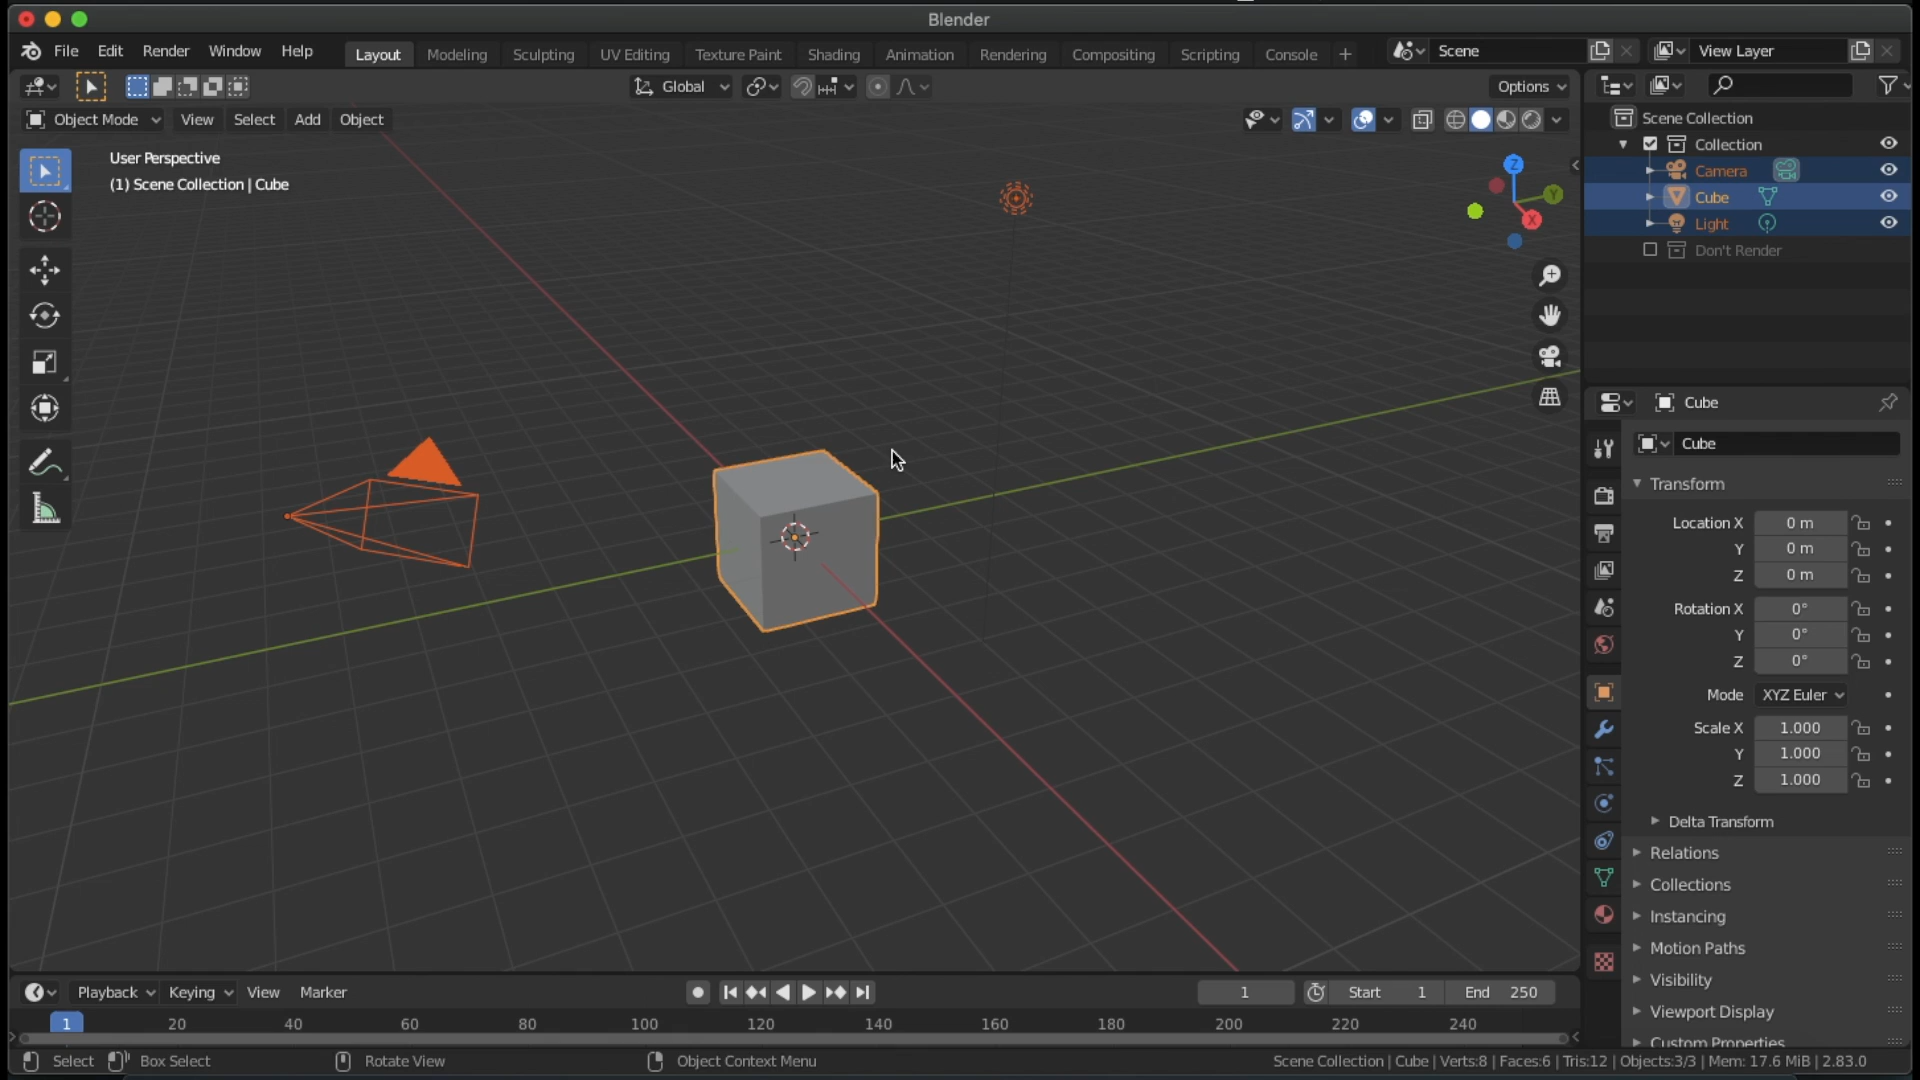 Blender
File Edit Render Window Help Layout Modeling Sculpting UV Editing Texture Paint Shading Animation Rendering Compositing Scripting Console + Scene View Layer
Global Options
Object Mode View Select Add Object
User Perspective
(1) Scene Collection | Cube
Z
Y
X
Scene Collection
Collection
Camera
Cube
Light
Don't Render
Cube
Cube
Transform
Location X 0 m
Y 0 m
Z 0 m
Rotation X 0°
Y 0°
Z 0°
Mode XYZ Euler
Scale X 1.000
Y 1.000
Z 1.000
Delta Transform
Relations
Collections
Instancing
Motion Paths
Visibility
Viewport Display
Custom Properties
Playback Keying View Marker 1 Start 1 End 250
1 20 40 60 80 100 120 140 160 180 200 220 240
Select Box Select Rotate View Object Context Menu Scene Collection | Cube | Verts:8 | Faces:6 | Tris:12 | Objects:3/3 | Mem: 17.6 MiB | 2.83.0